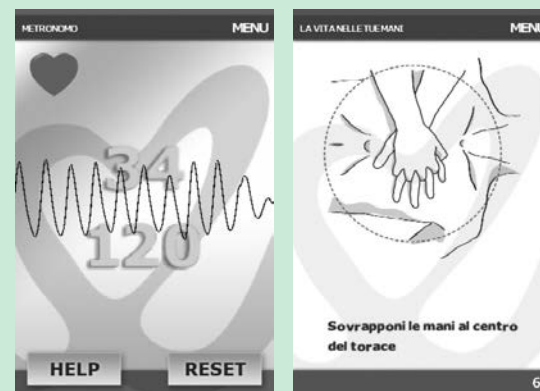 METRONOMO MENU
34
120
HELP RESET
LA VITA NELLE TUE MANI MENU
Sovrapponi le mani al centro
del torace
6